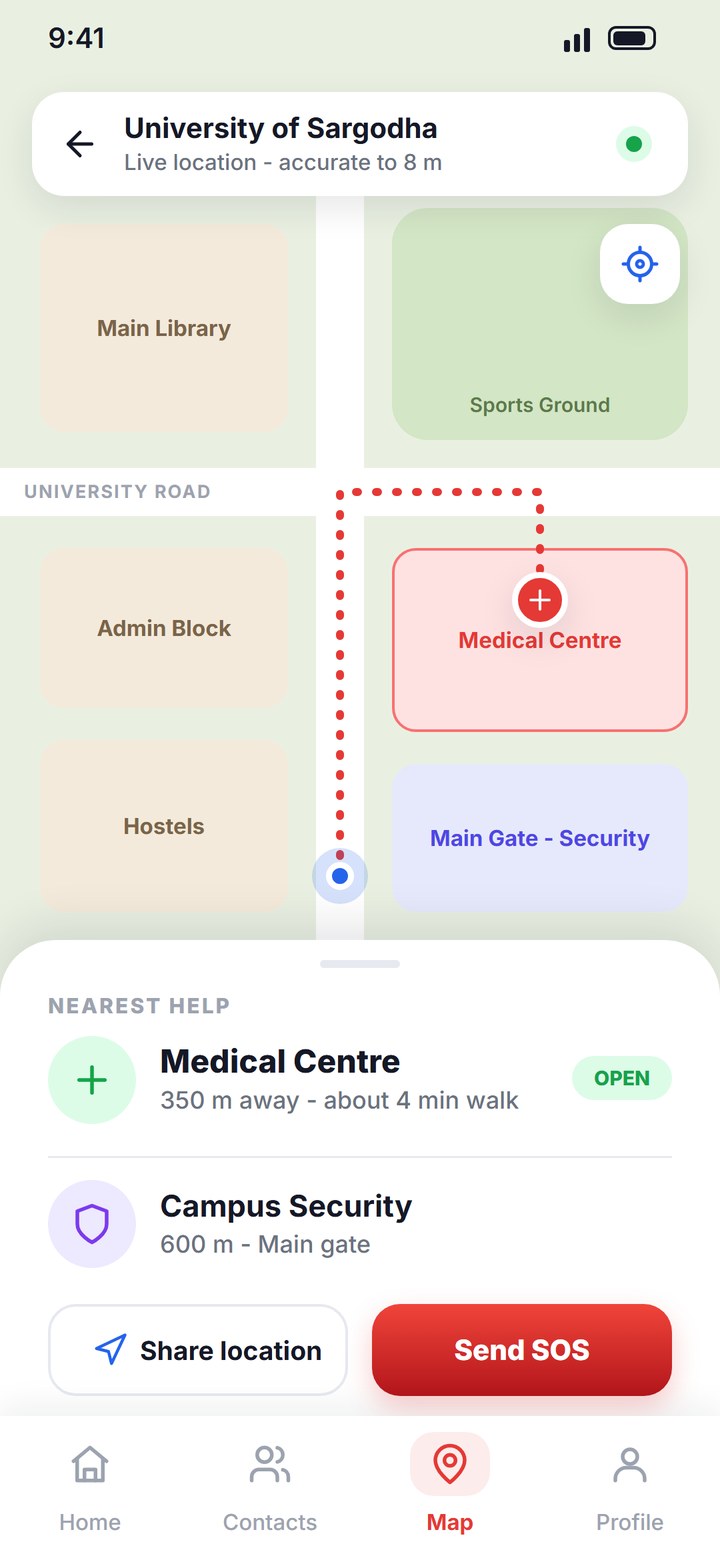 9:41
University of Sargodha
Live location - accurate to 8 m
Main Library
Sports Ground
UNIVERSITY ROAD
Admin Block
Medical Centre
Hostels
Main Gate - Security
NEAREST HELP
Medical Centre
350 m away - about 4 min walk
OPEN
Campus Security
600 m - Main gate
Share location
Send SOS
Home
Contacts
Map
Profile